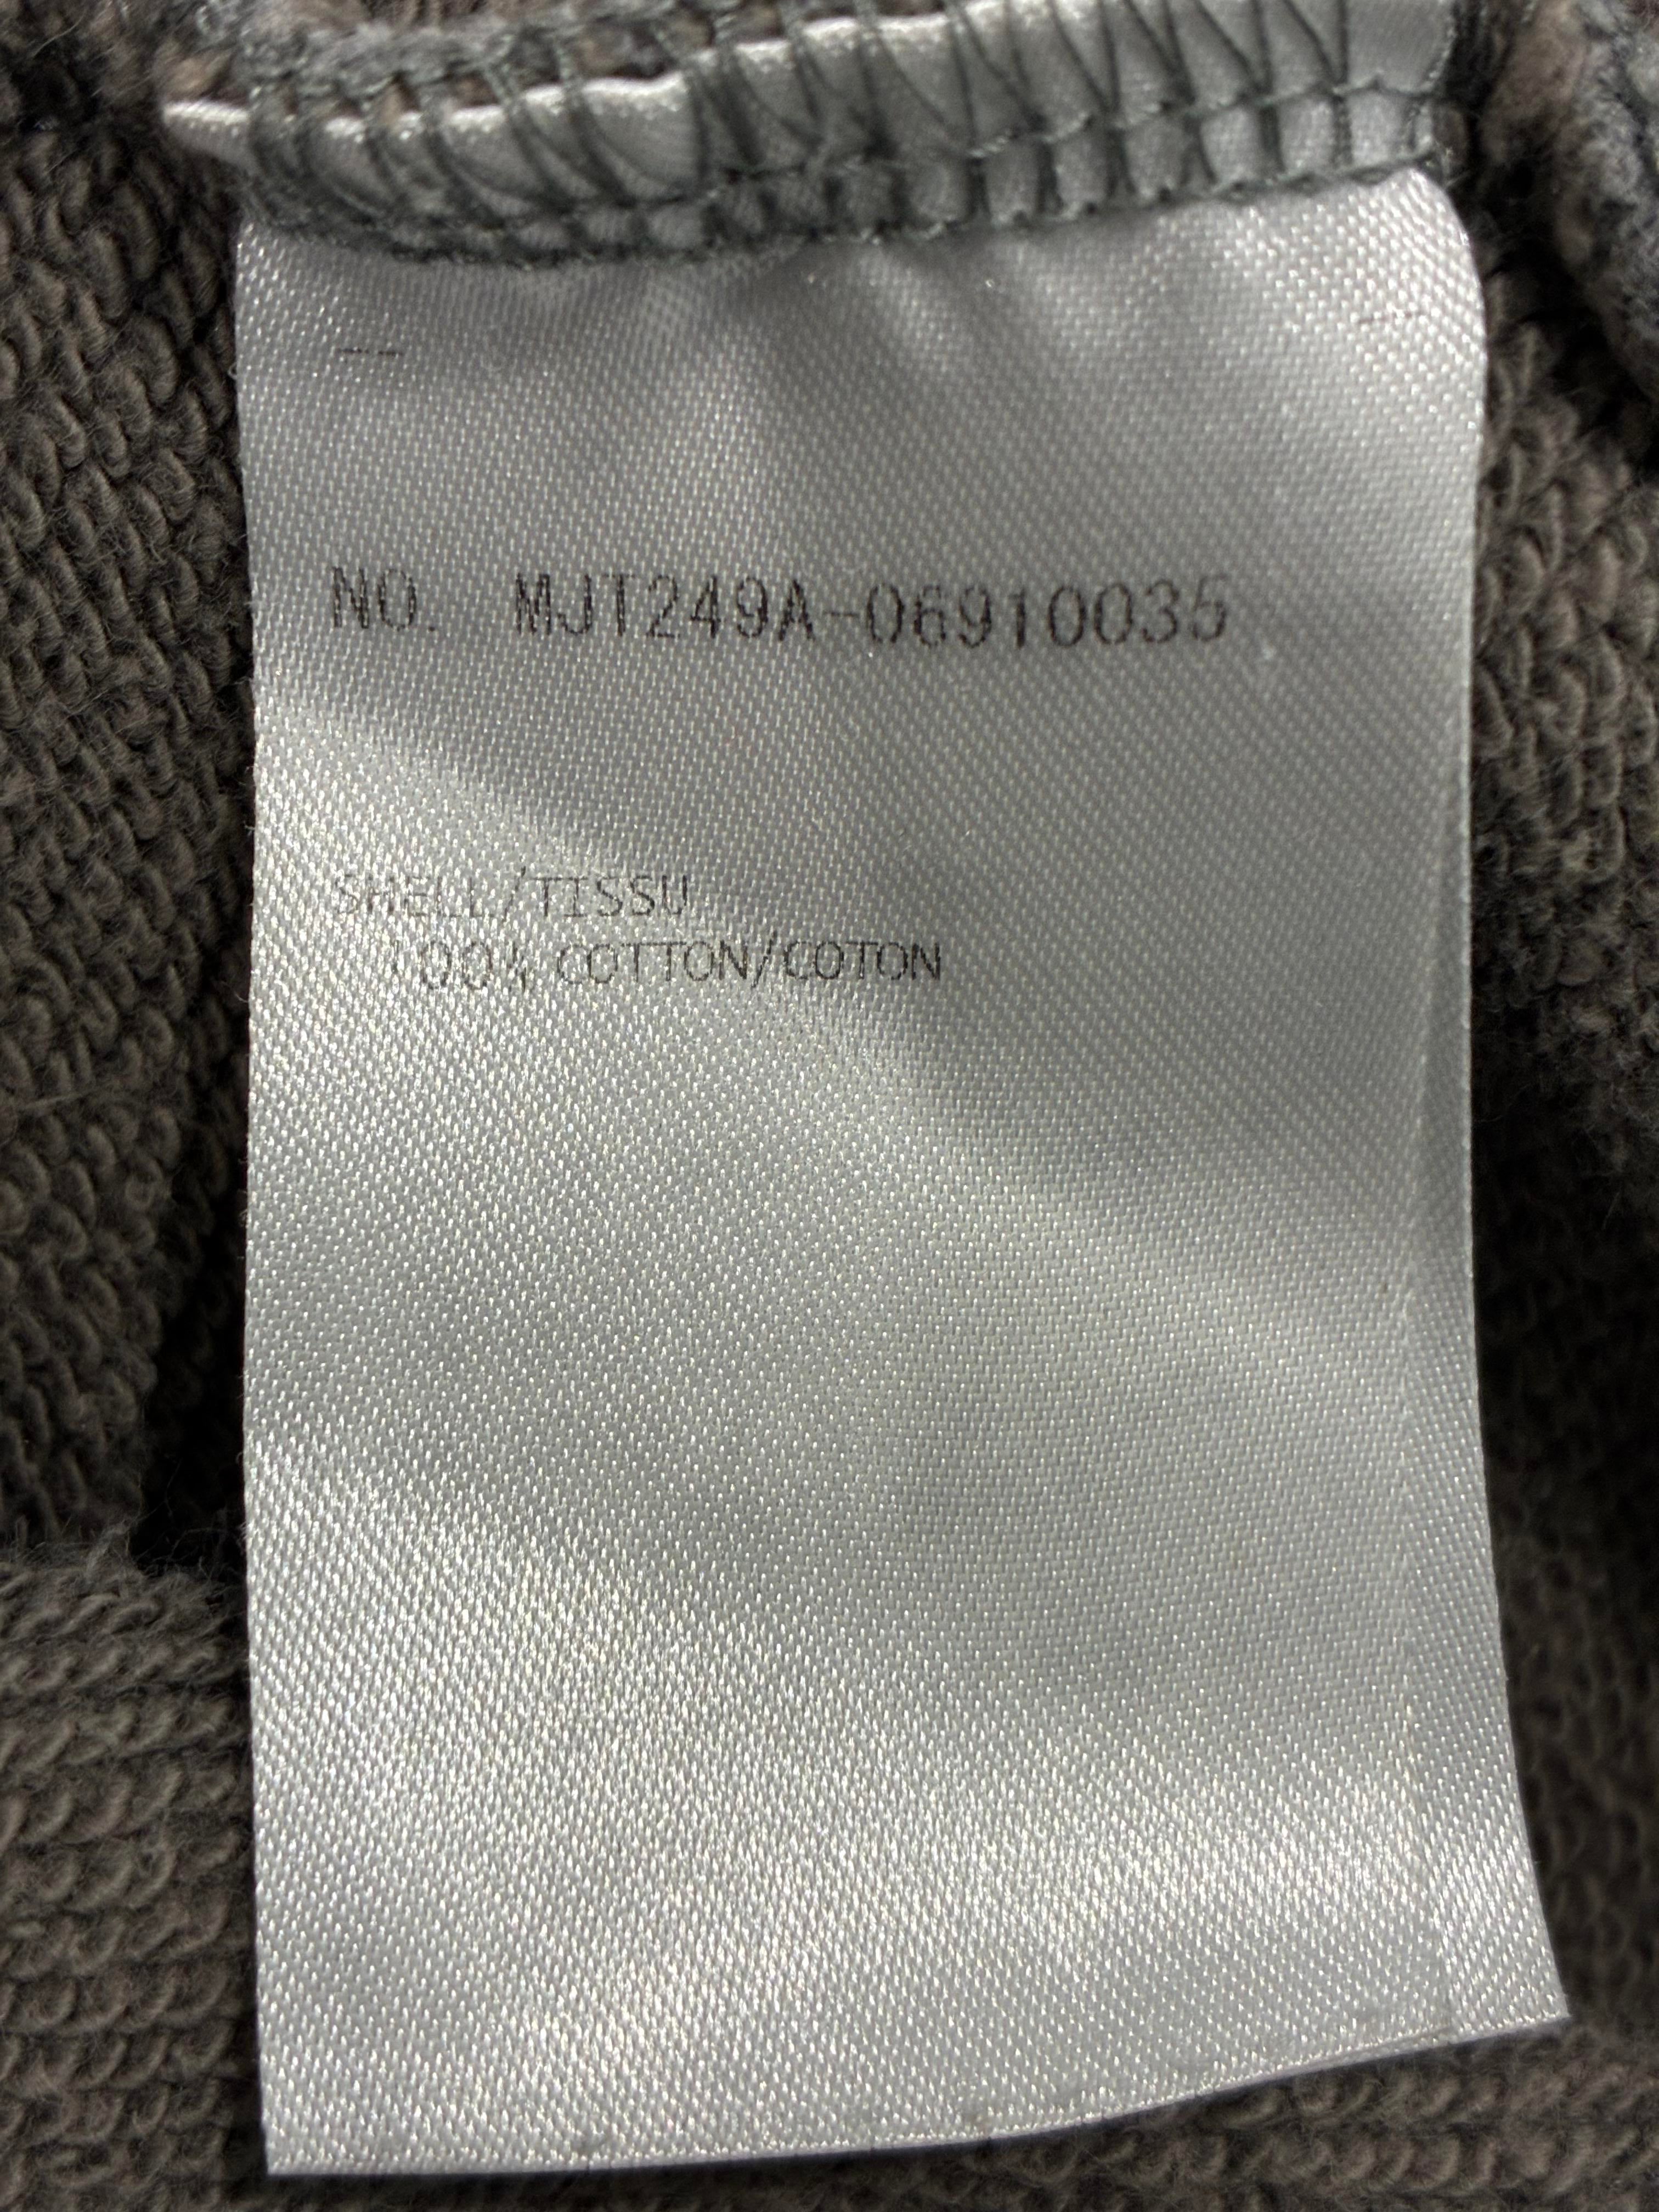 NO. MJT249A-06910035
SHELL/TISSU
100% COTTON/COTON